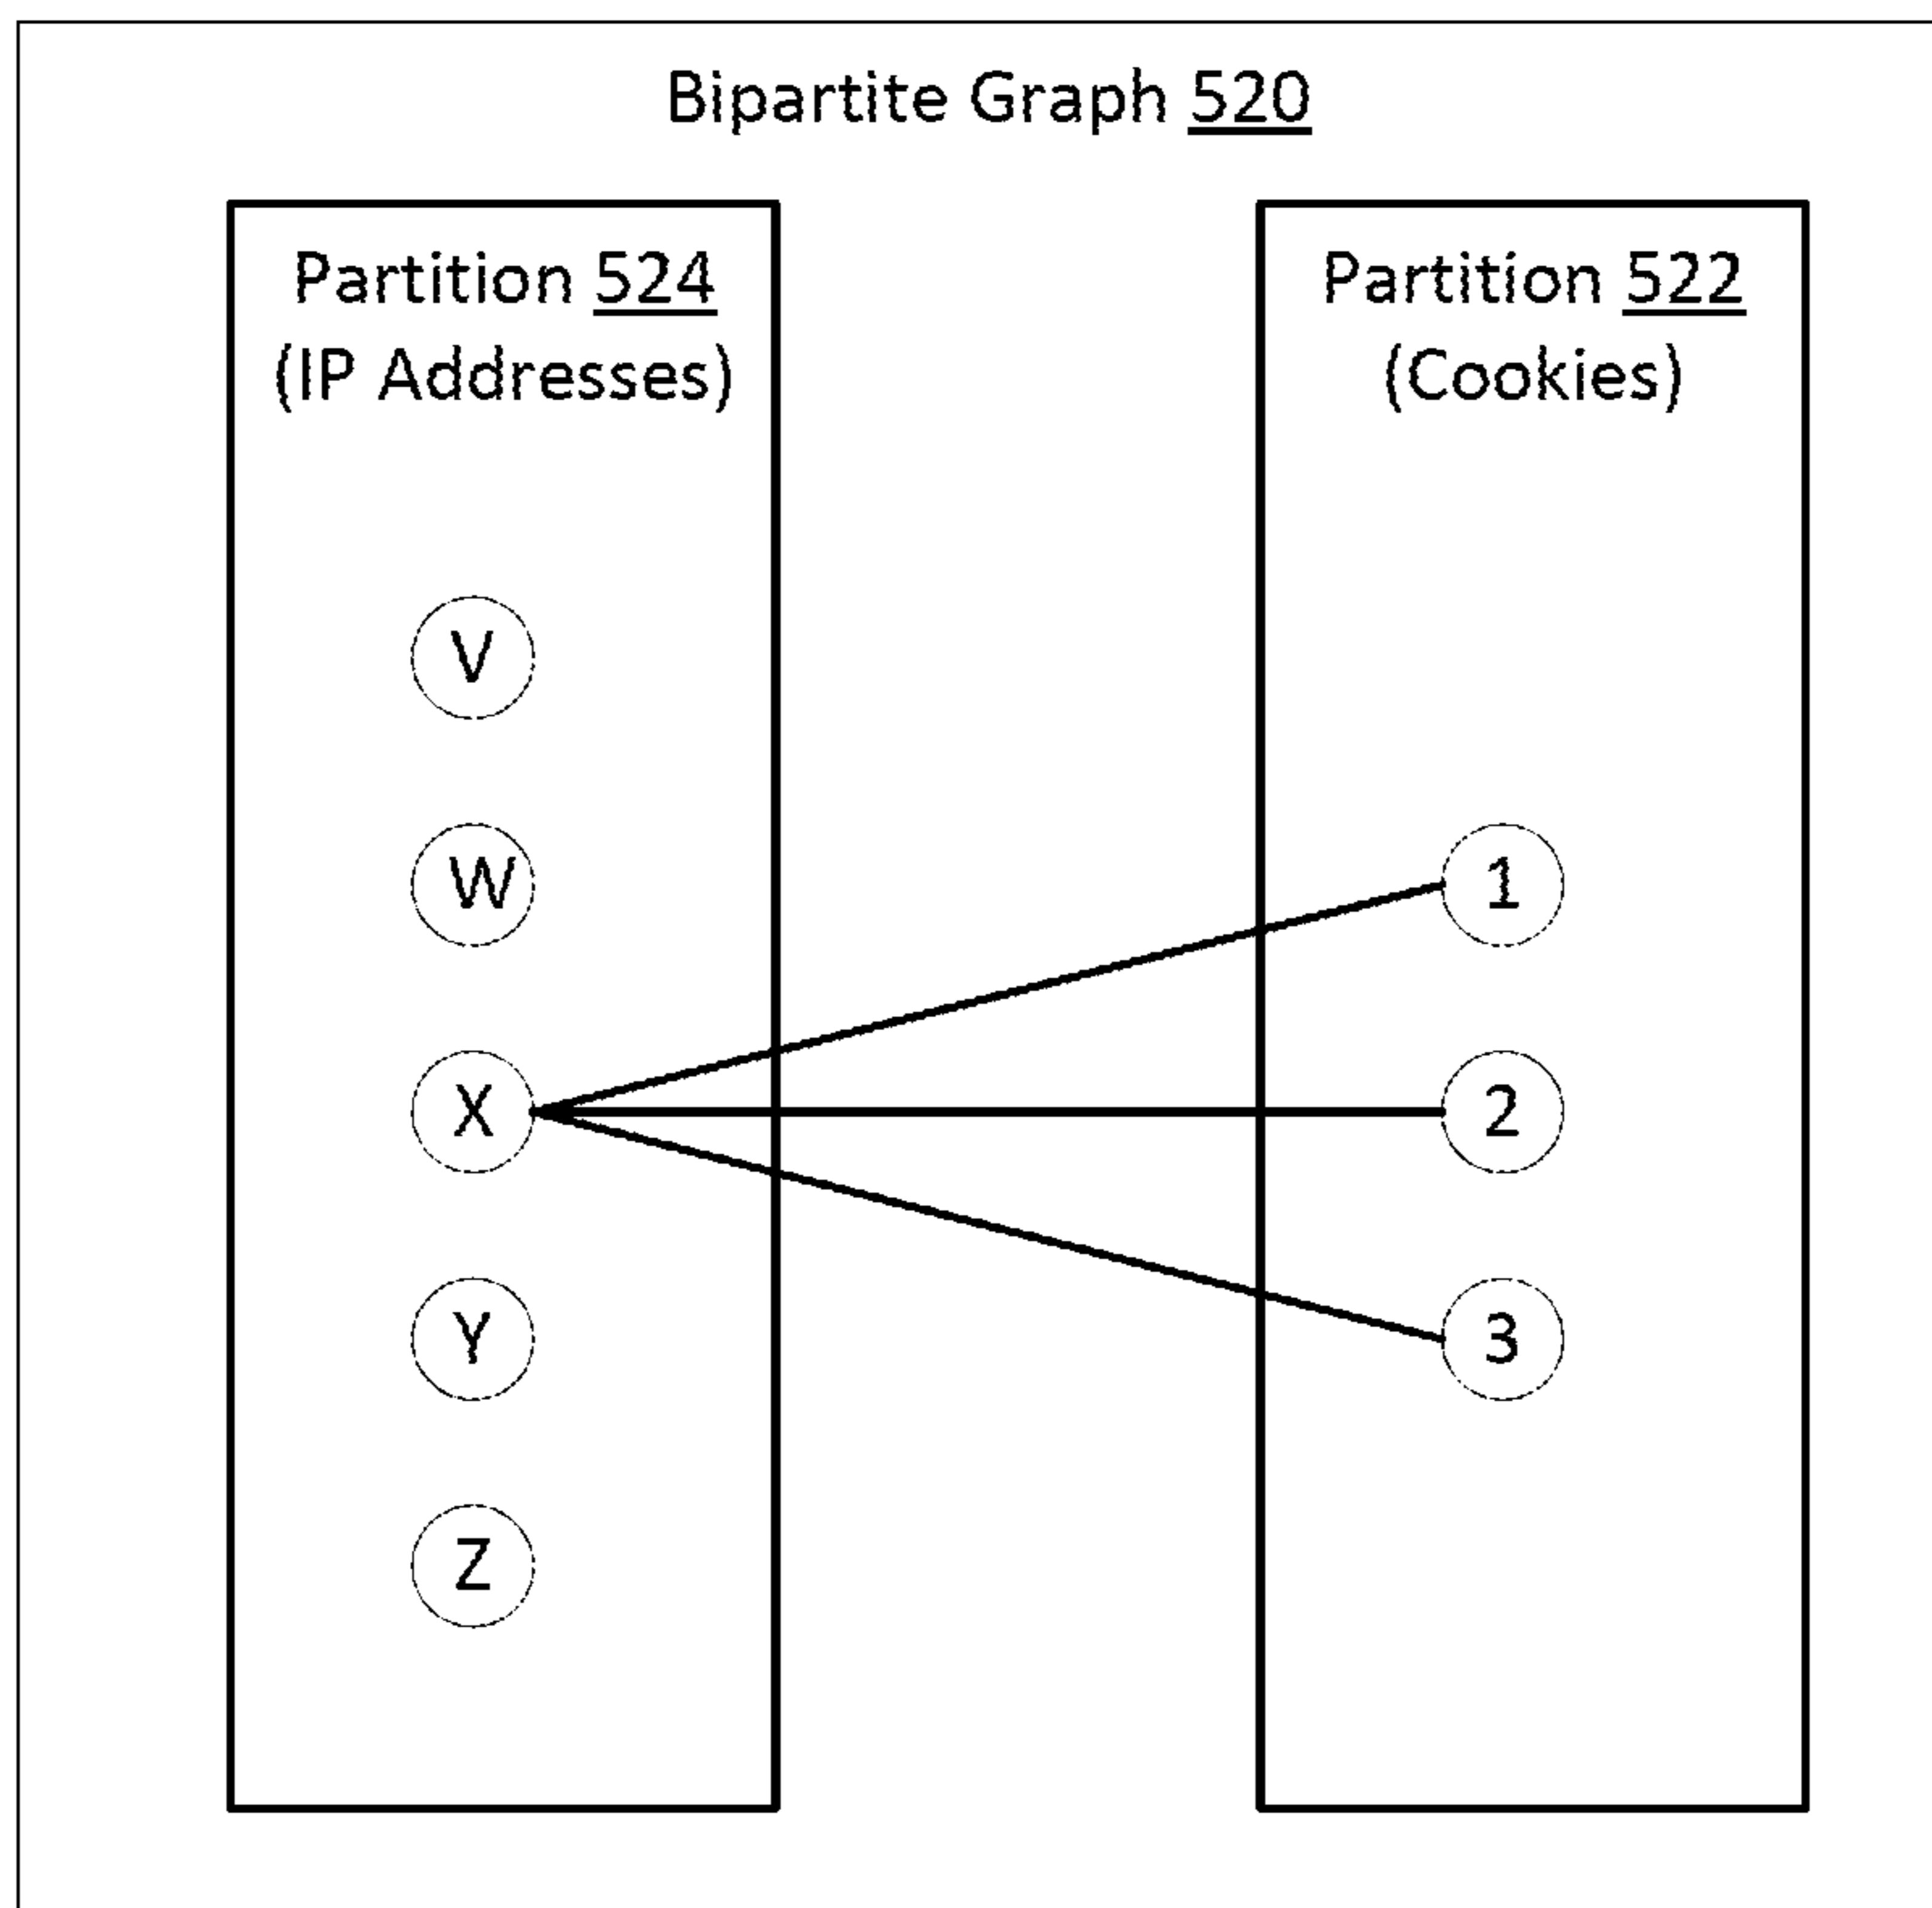 Bipartite Graph 520
Partition 524
(IP Addresses)
V
W
X
Y
Z
Partition 522
(Cookies)
1
2
3